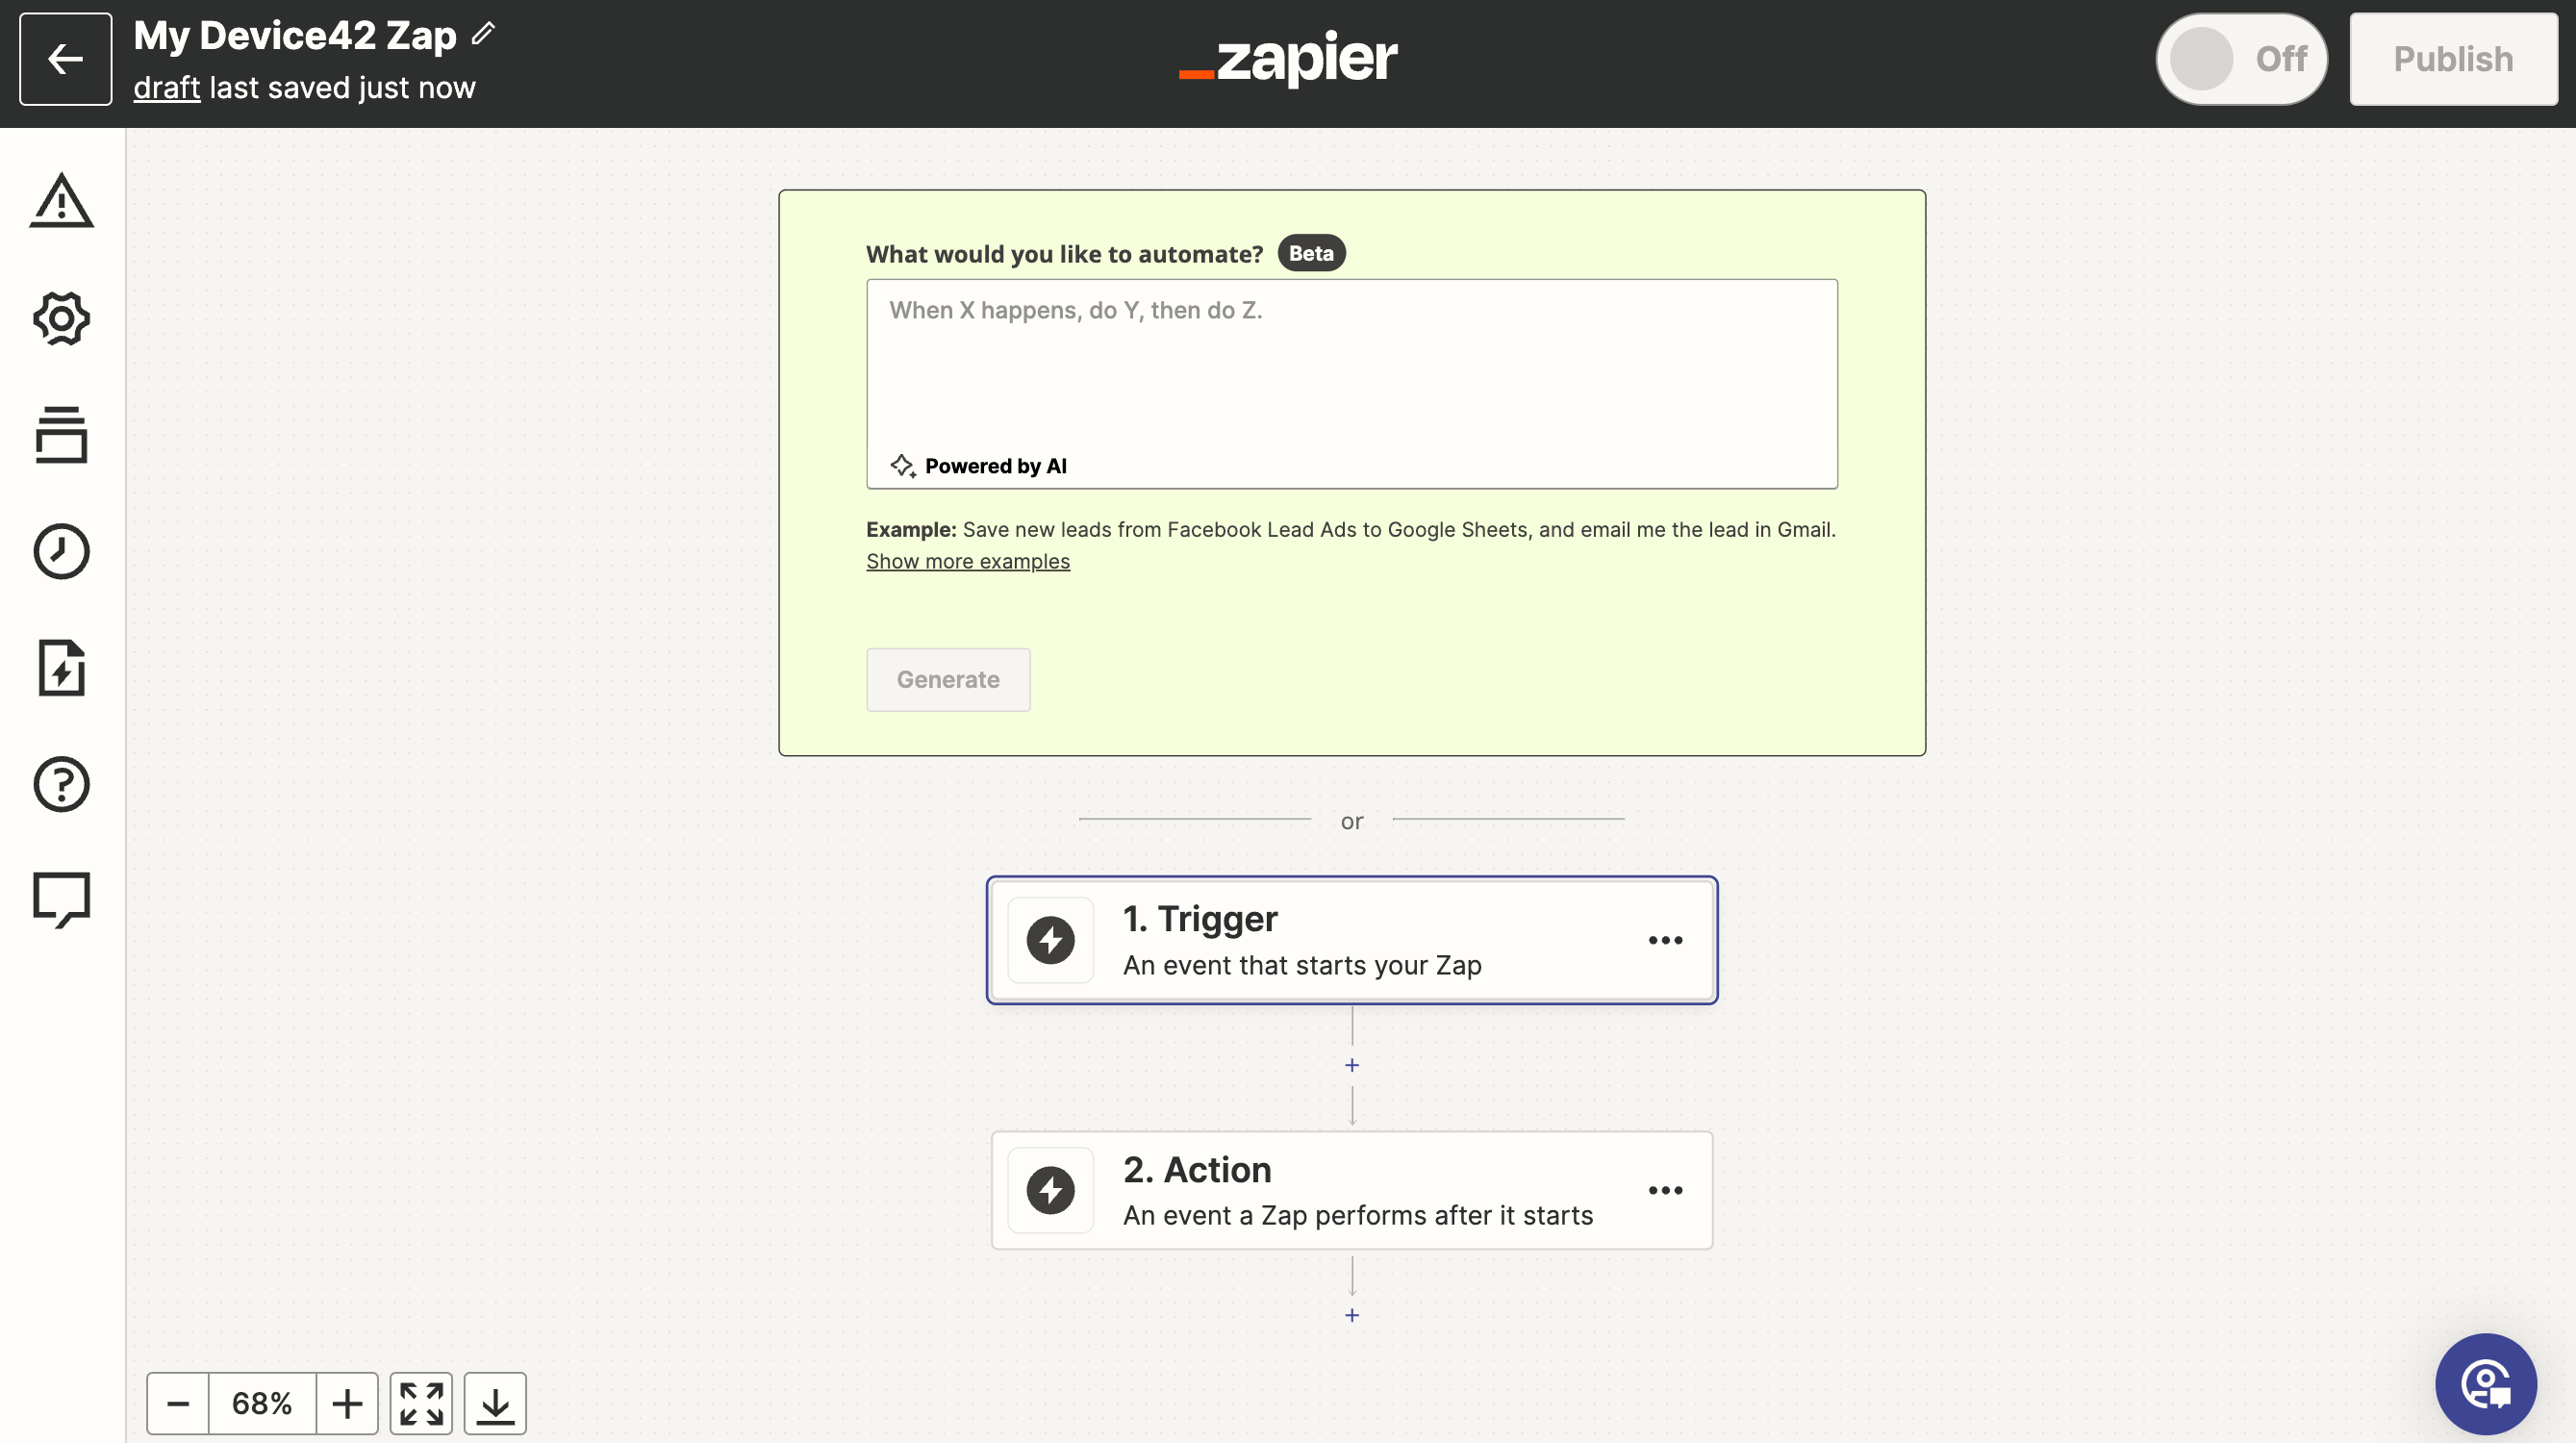 My Device42 Zap
draft last saved just now
zapier
Off
Publish
What would you like to automate? Beta
When X happens, do Y, then do Z.
Powered by AI
Example: Save new leads from Facebook Lead Ads to Google Sheets, and email me the lead in Gmail.
Show more examples
Generate
or
1. Trigger
An event that starts your Zap
2. Action
An event a Zap performs after it starts
68%